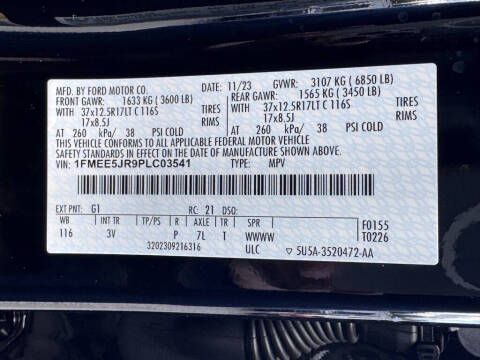 MFD. BY FORD MOTOR CO.
DATE: 11/23 GVWR: 3107 KG ( 6850 LB)
FRONT GAWR: 1633 KG ( 3600 LB) REAR GAWR: 1565 KG ( 3450 LB)
WITH 37x12.5R17LT C 116S TIRES WITH 37x12.5R17LT C 116S TIRES
17x8.5J RIMS 17x8.5J RIMS
AT 260 kPa/ 38 PSI COLD AT 260 kPa/ 38 PSI COLD
THIS VEHICLE CONFORMS TO ALL APPLICABLE FEDERAL MOTOR VEHICLE
SAFETY STANDARDS IN EFFECT ON THE DATE OF MANUFACTURE SHOWN ABOVE.
VIN: 1FMEE5JR9PLC03541 TYPE: MPV
EXT PNT: G1 RC: 21 DSO:
WB INT TR TP/PS R AXLE TR SPR F0155
116 3V P 7L T WWWW T0226
3202309216316 ULC 5U5A-3520472-AA